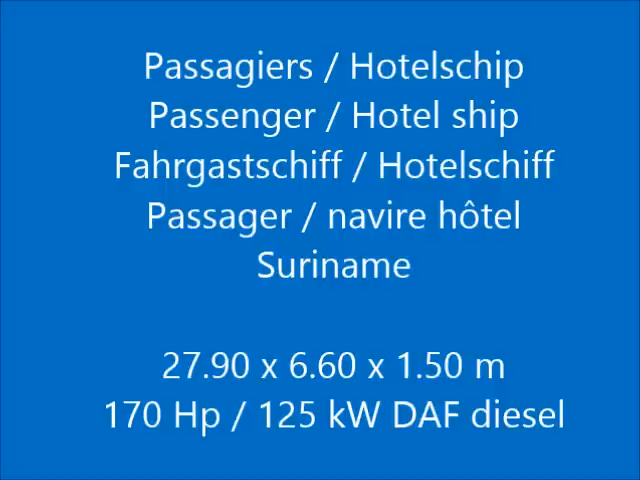 Passagiers / Hotelschip
Passenger / Hotel ship
Fahrgastschiff / Hotelschiff
Passager / navire hôtel
Suriname
27.90 x 6.60 x 1.50 m
170 Hp / 125 kW DAF diesel